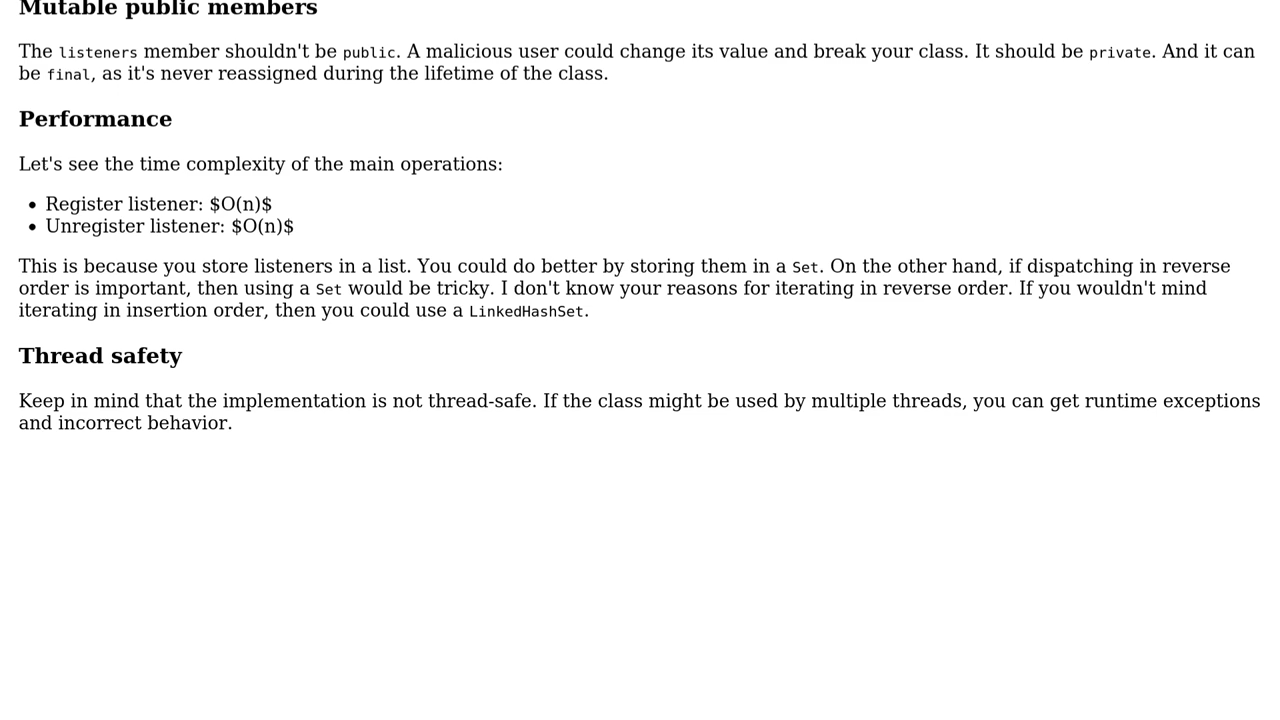 Mutable public members
The listeners member shouldn't be public. A malicious user could change its value and break your class. It should be private. And it can
be final, as it's never reassigned during the lifetime of the class.
Performance
Let's see the time complexity of the main operations:
• Register listener: $O(n)$
• Unregister listener: $O(n)$
This is because you store listeners in a list. You could do better by storing them in a Set. On the other hand, if dispatching in reverse
order is important, then using a Set would be tricky. I don't know your reasons for iterating in reverse order. If you wouldn't mind
iterating in insertion order, then you could use a LinkedHashSet.
Thread safety
Keep in mind that the implementation is not thread-safe. If the class might be used by multiple threads, you can get runtime exceptions
and incorrect behavior.